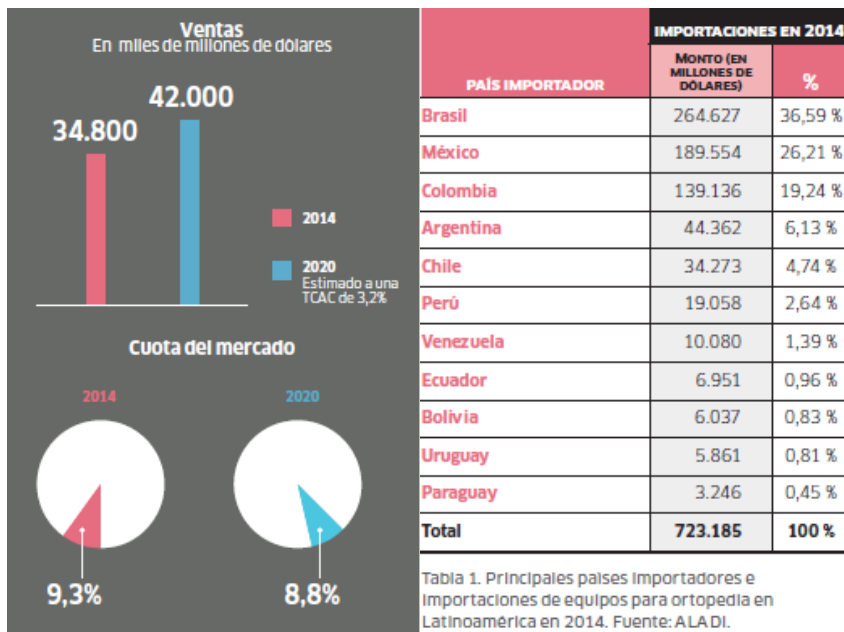 Ventas
En miles de millones de dólares
42.000
34.800
2014
2020
Estimado a una
TCAC de 3,2%
Cuota del mercado
2014 2020
9,3% 8,8%
IMPORTACIONES EN 2014
PAÍS IMPORTADOR
MONTO (EN
MILLONES DE
DÓLARES)
%
Brasil 264.627 36,59 %
México 189.554 26,21 %
Colombia 139.136 19,24 %
Argentina 44.362 6,13 %
Chile 34.273 4,74 %
Perú 19.058 2,64 %
Venezuela 10.080 1,39 %
Ecuador 6.951 0,96 %
Bolivia 6.037 0,83 %
Uruguay 5.861 0,81 %
Paraguay 3.246 0,45 %
Total 723.185 100 %
Tabla 1. Principales países importadores e
importaciones de equipos para ortopedia en
Latinoamérica en 2014. Fuente: ALADI.